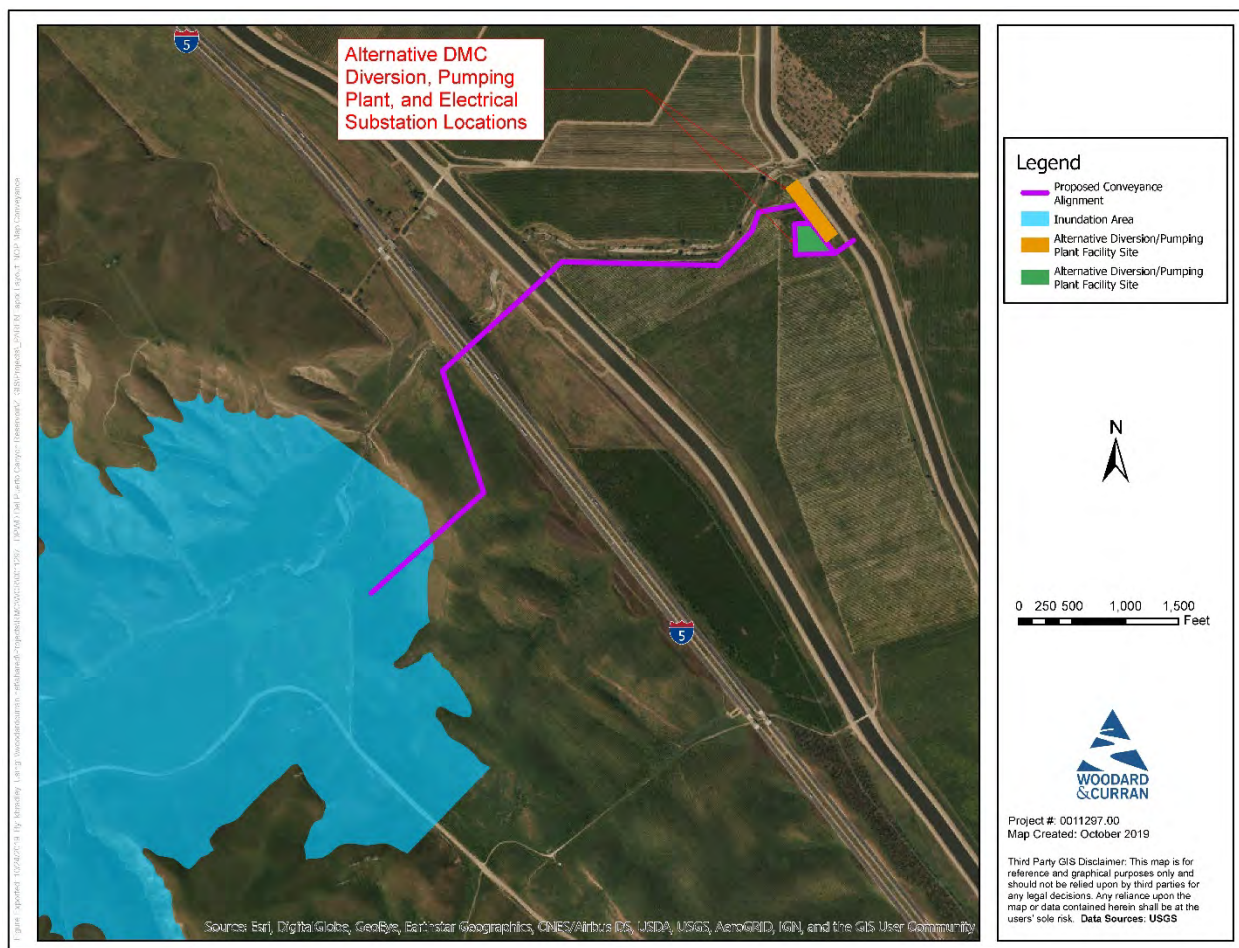 5
Alternative DMC
Diversion, Pumping
Plant, and Electrical
Substation Locations
5
Sources: Esri, DigitalGlobe, GeoEye, Earthstar Geographics, CNES/Airbus DS, USDA, USGS, AeroGRID, IGN, and the GIS User Community
Legend
Proposed Conveyance
Alignment
Inundation Area
Alternative Diversion/Pumping
Plant Facility Site
Alternative Diversion/Pumping
Plant Facility Site
N
0 250 500 1,000 1,500
Feet
WOODARD
&CURRAN
Project #: 0011297.00
Map Created: October 2019
Third Party GIS Disclaimer: This map is for
reference and graphical purposes only and
should not be relied upon by third parties for
any legal decisions. Any reliance upon the
map or data contained herein shall be at the
users' sole risk. Data Sources: USGS